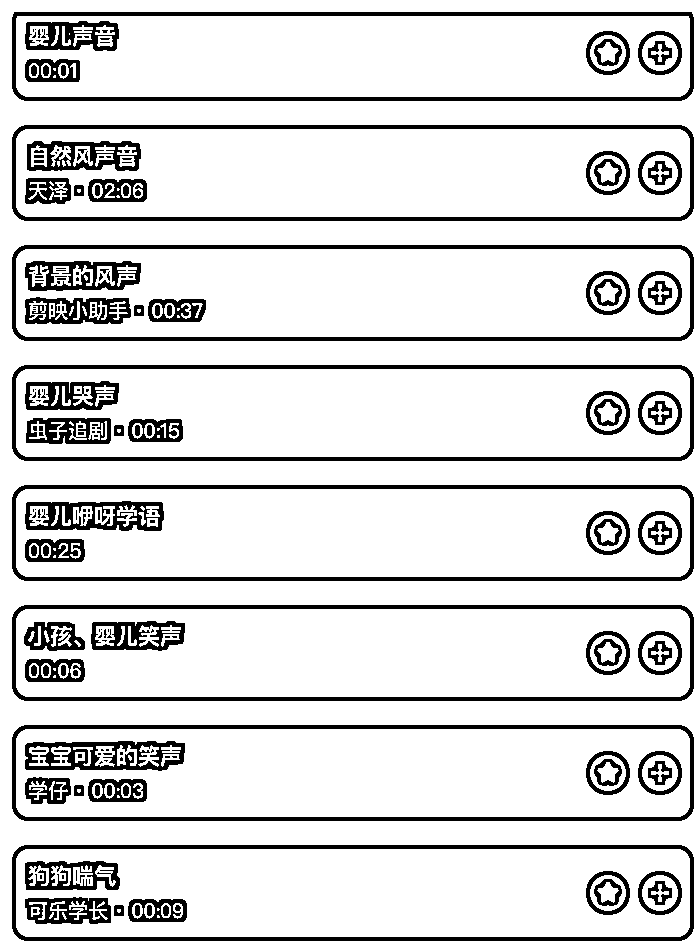 婴儿声音
00:01
自然风声音
天泽·02:06
背景的风声
剪映小助手·00:37
婴儿哭声
虫子追剧·00:15
婴儿咿呀学语
00:25
小孩、婴儿笑声
00:06
宝宝可爱的笑声
学仔·00:03
狗狗喘气
可乐学长·00:09